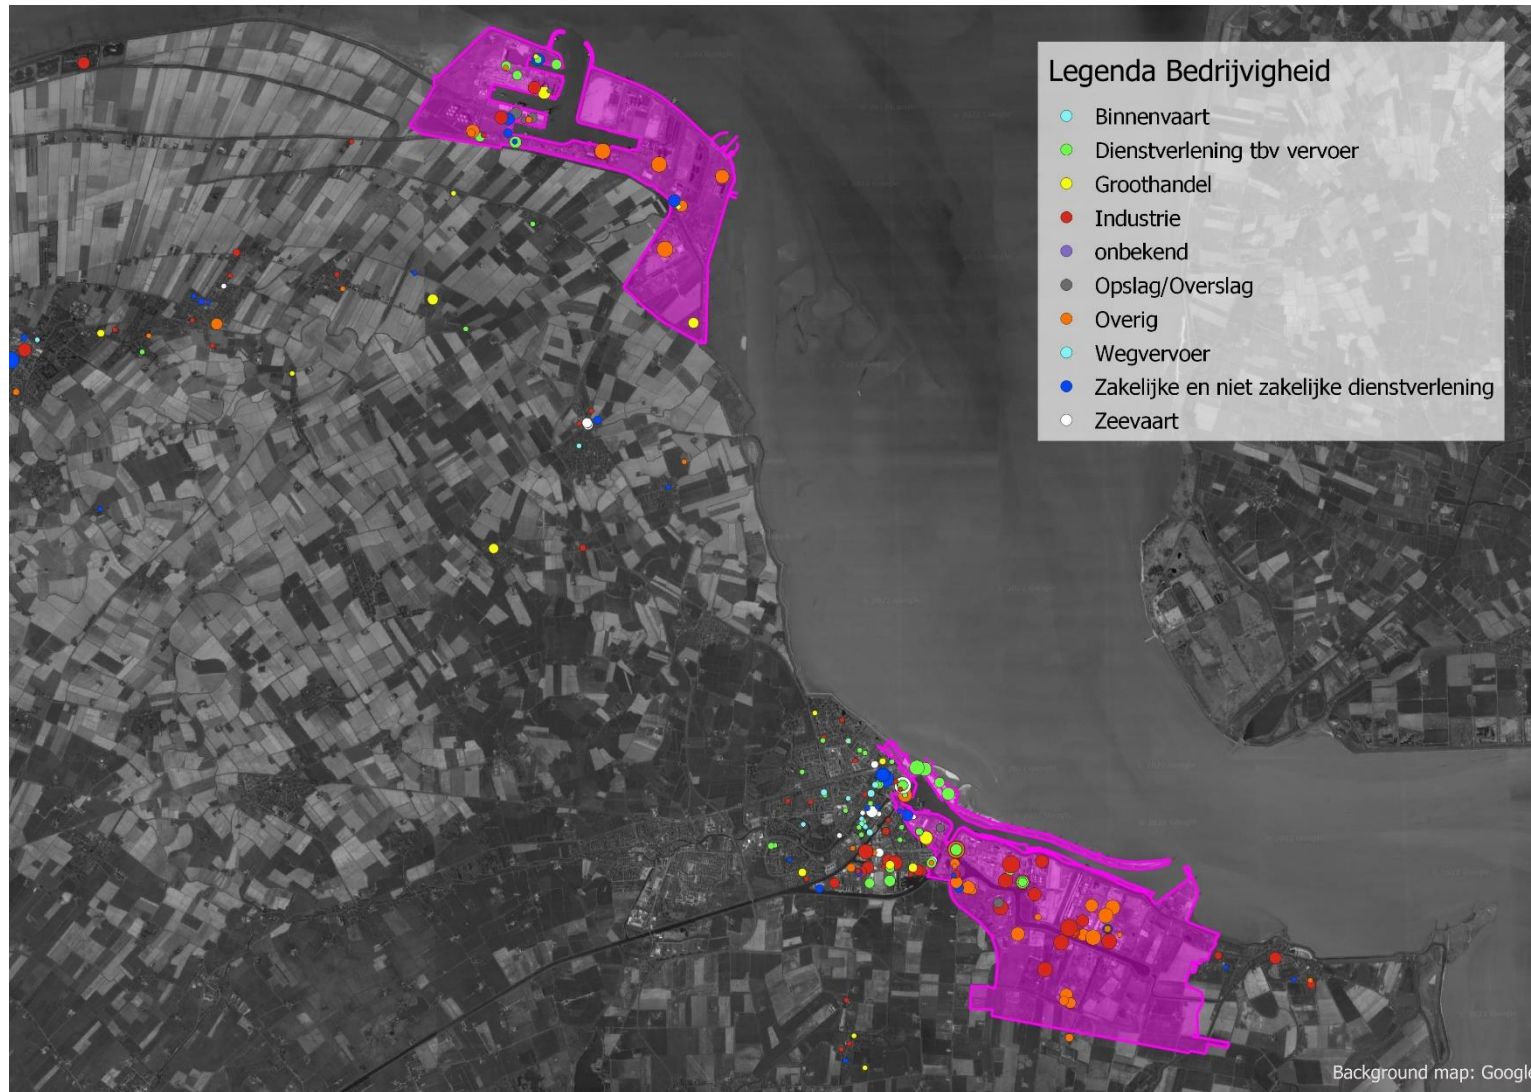 Legenda Bedrijvigheid
Binnenvaart
Dienstverlening tbv vervoer
Groothandel
Industrie
onbekend
Opslag/Overslag
Overig
Wegvervoer
Zakelijke en niet zakelijke dienstverlening
Zeevaart
Background map: Google